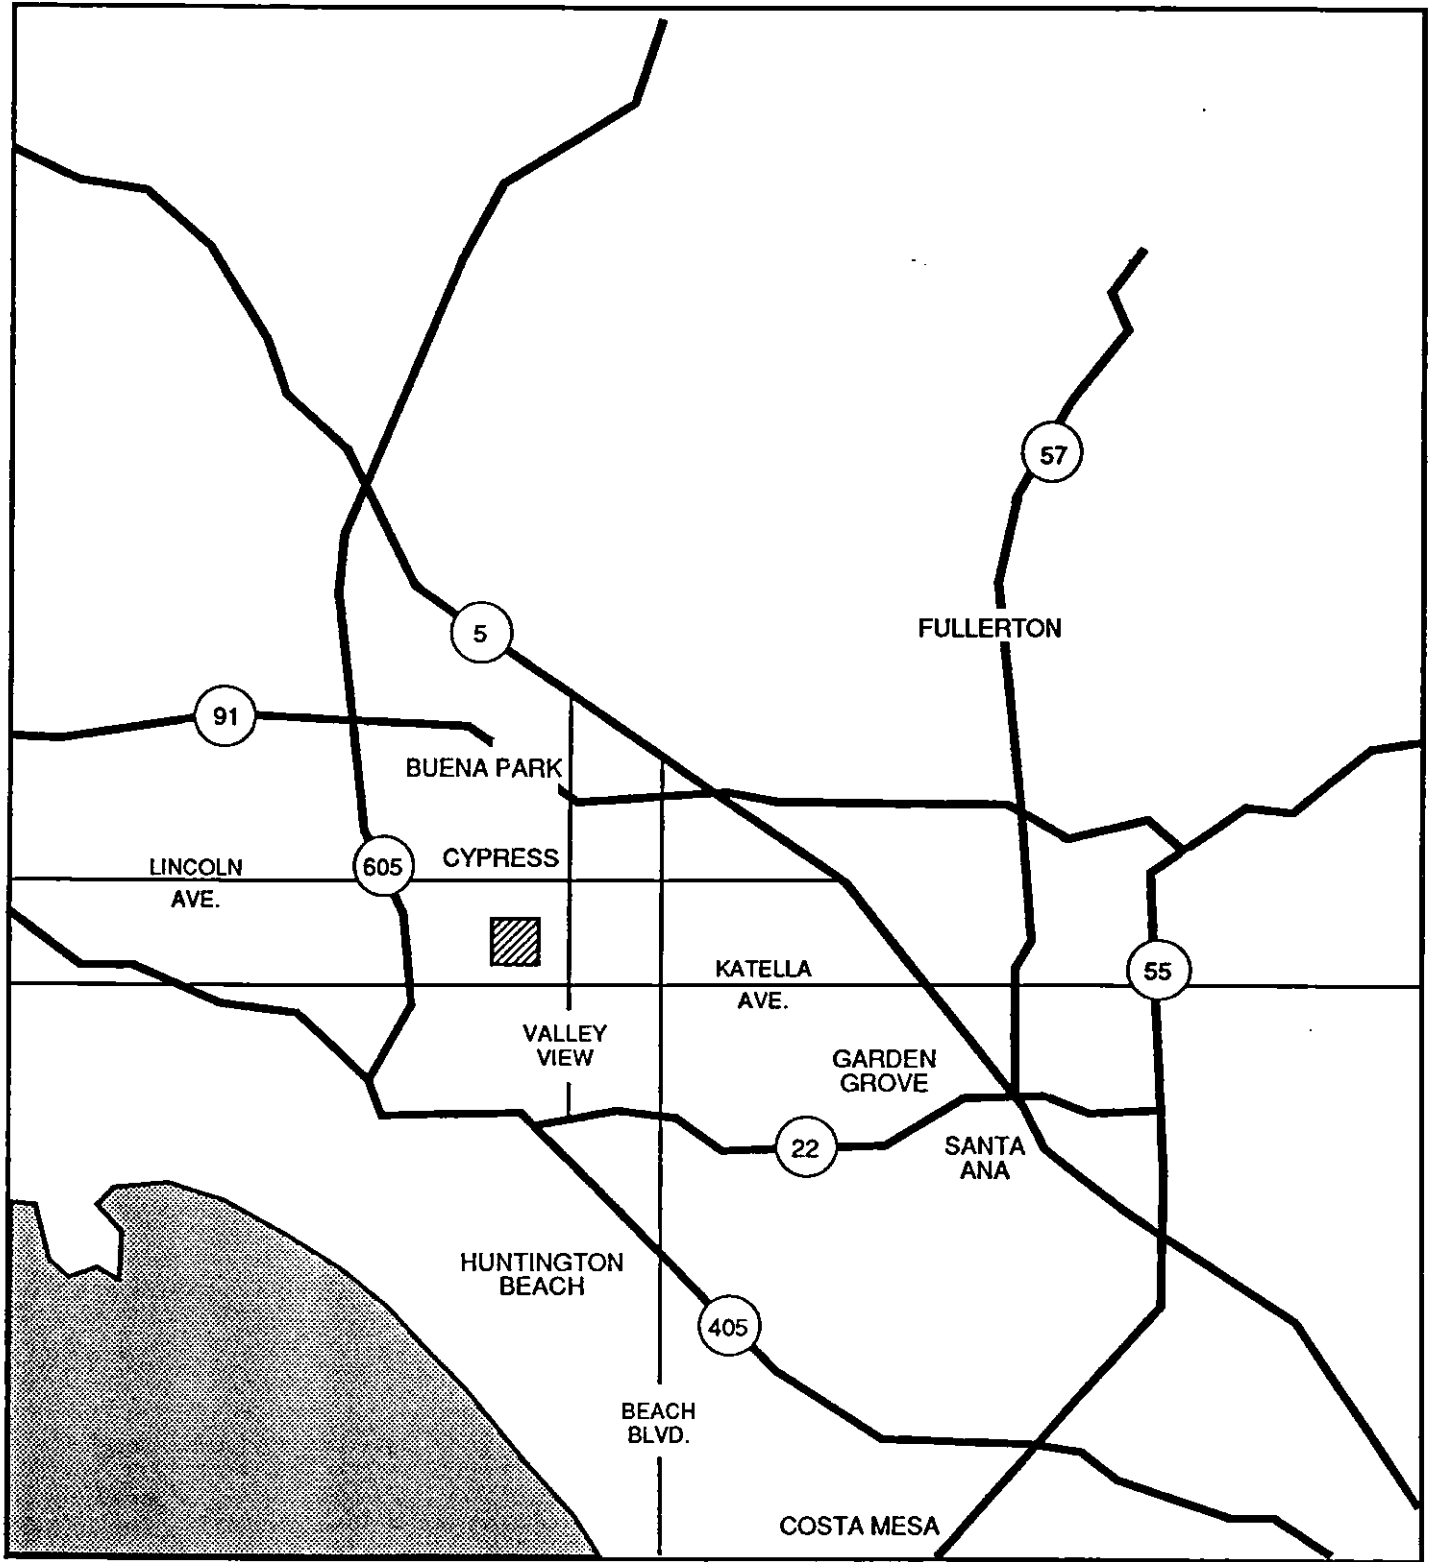 57
FULLERTON
5
91
BUENA PARK
CYPRESS
605
LINCOLN
AVE.
KATELLA
AVE.
55
VALLEY
VIEW
GARDEN
GROVE
22
SANTA
ANA
HUNTINGTON
BEACH
405
BEACH
BLVD.
COSTA MESA